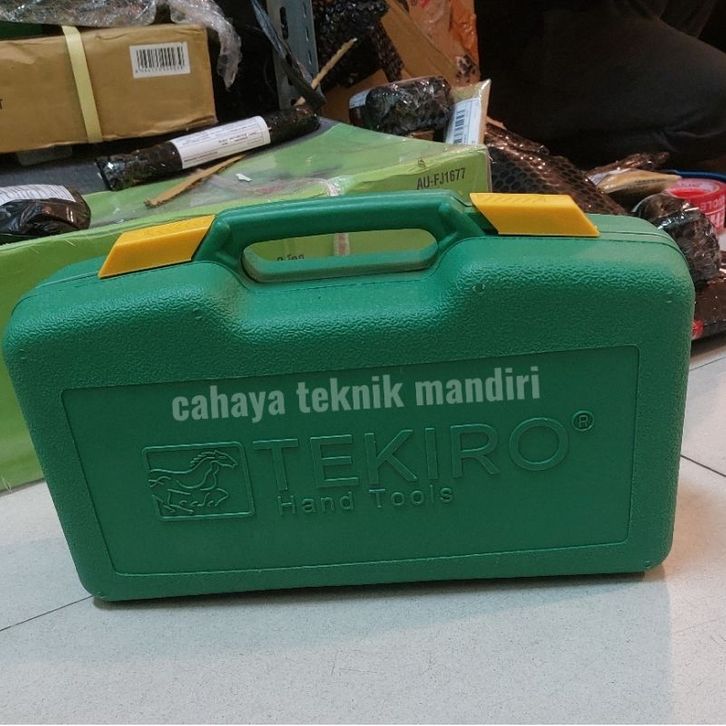 AU-FJ1677
cahaya teknik mandiri
TEKIRO®
Hand Tools